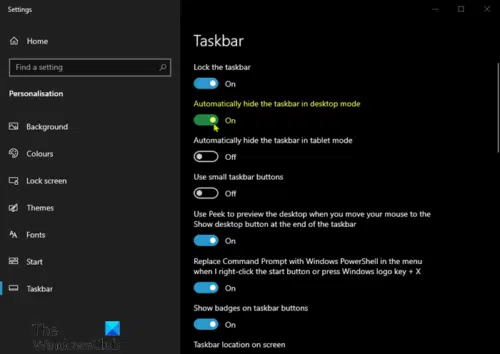 Settings
Home
Find a setting
Personalisation
Background
Colours
Lock screen
Themes
Fonts
Start
Taskbar
Taskbar
Lock the taskbar
On
Automatically hide the taskbar in desktop mode
On
Automatically hide the taskbar in tablet mode
Off
Use small taskbar buttons
Off
Use Peek to preview the desktop when you move your mouse to the
Show desktop button at the end of the taskbar
On
Replace Command Prompt with Windows PowerShell in the menu
when I right-click the start button or press Windows logo key + X
On
Show badges on taskbar buttons
On
Taskbar location on screen
The
WindowsClub